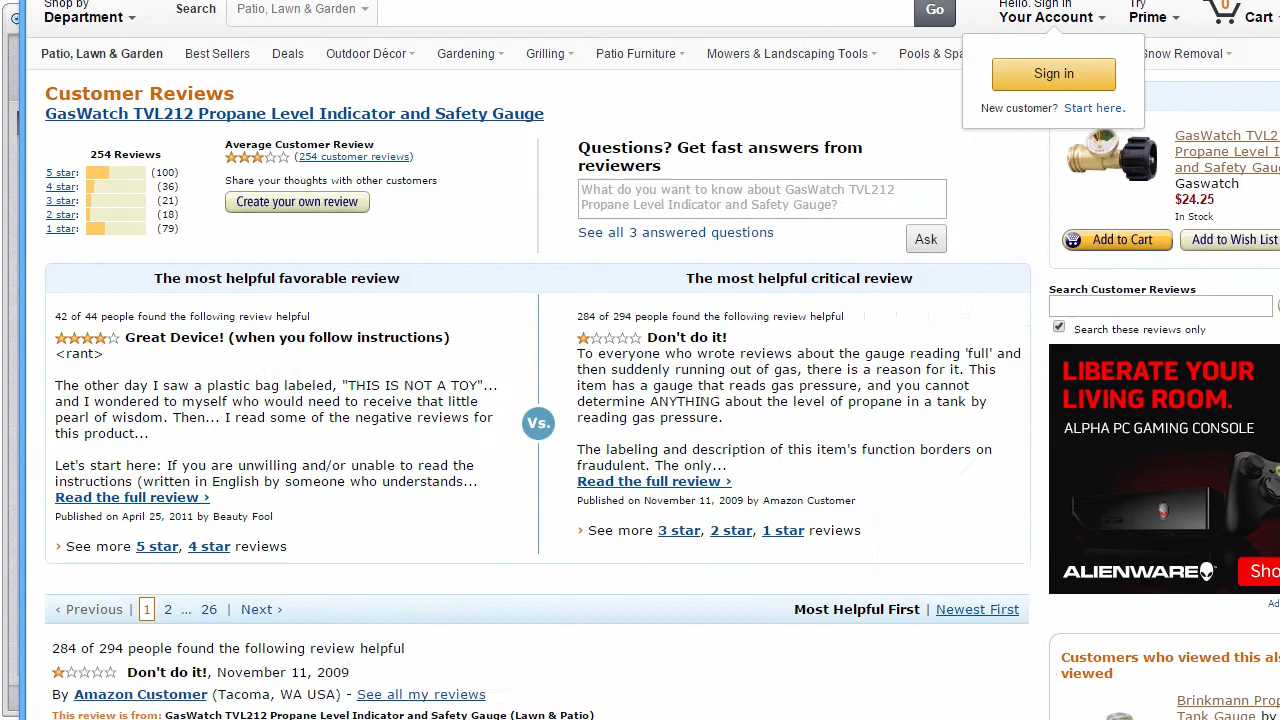 Shop by
Department
Search
Patio, Lawn & Garden
Go
Hello. Sign in
Your Account
Try
Prime
0
Cart
Patio, Lawn & Garden
Best Sellers
Deals
Outdoor Décor
Gardening
Grilling
Patio Furniture
Mowers & Landscaping Tools
Pools & Spa
Snow Removal
Sign in
New customer? Start here.
Customer Reviews
GasWatch TVL212 Propane Level Indicator and Safety Gauge
254 Reviews
5 star: (100)
4 star: (36)
3 star: (21)
2 star: (18)
1 star: (79)
Average Customer Review
(254 customer reviews)
Share your thoughts with other customers
Create your own review
Questions? Get fast answers from
reviewers
What do you want to know about GasWatch TVL212
Propane Level Indicator and Safety Gauge?
See all 3 answered questions
Ask
The most helpful favorable review
42 of 44 people found the following review helpful
Great Device! (when you follow instructions)
<rant>
The other day I saw a plastic bag labeled, "THIS IS NOT A TOY"...
and I wondered to myself who would need to receive that little
pearl of wisdom. Then... I read some of the negative reviews for
this product...
Let's start here: If you are unwilling and/or unable to read the
instructions (written in English by someone who understands...
Read the full review ›
Published on April 25, 2011 by Beauty Fool
› See more 5 star, 4 star reviews
Vs.
The most helpful critical review
284 of 294 people found the following review helpful
Don't do it!
To everyone who wrote reviews about the gauge reading 'full' and
then suddenly running out of gas, there is a reason for it. This
item has a gauge that reads gas pressure, and you cannot
determine ANYTHING about the level of propane in a tank by
reading gas pressure.
The labeling and description of this item's function borders on
fraudulent. The only...
Read the full review ›
Published on November 11, 2009 by Amazon Customer
› See more 3 star, 2 star, 1 star reviews
‹ Previous | 1 2 ... 26 | Next ›
Most Helpful First | Newest First
284 of 294 people found the following review helpful
Don't do it!, November 11, 2009
By Amazon Customer (Tacoma, WA USA) - See all my reviews
This review is from: GasWatch TVL212 Propane Level Indicator and Safety Gauge (Lawn & Patio)
GasWatch TVL2
Propane Level I
and Safety Gau
Gaswatch
$24.25
In Stock
Add to Cart
Add to Wish List
Search Customer Reviews
Search these reviews only
LIBERATE YOUR
LIVING ROOM.
ALPHA PC GAMING CONSOLE
ALIENWARE
Sho
Ad
Customers who viewed this als
viewed
Brinkmann Prop
Tank Gauge by